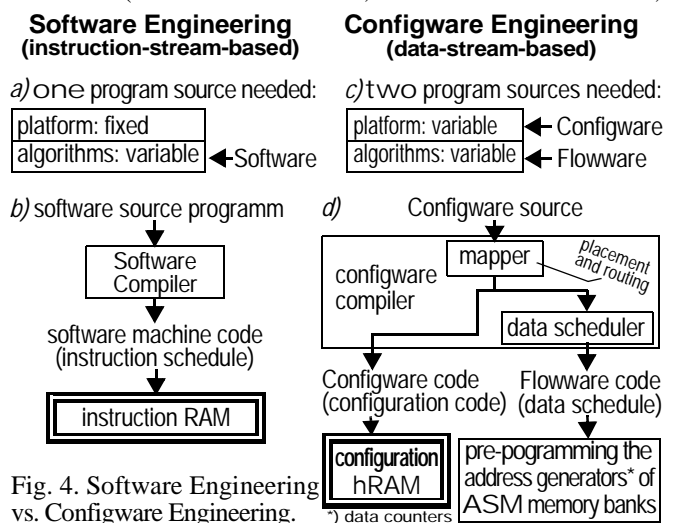 Software Engineering
(instruction-stream-based)
a) one program source needed:
platform: fixed
algorithms: variable
Software
b) software source programm
Software
Compiler
software machine code
(instruction schedule)
instruction RAM
Fig. 4. Software Engineering
vs. Configware Engineering.
Configware Engineering
(data-stream-based)
c) two program sources needed:
platform: variable
Configware
algorithms: variable
Flowware
d)
Configware source
mapper
placement
and routing
configware
compiler
data scheduler
Configware code
(configuration code)
Flowware code
(data schedule)
configuration
hRAM
pre-pogramming the
address generators* of
ASM memory banks
*) data counters